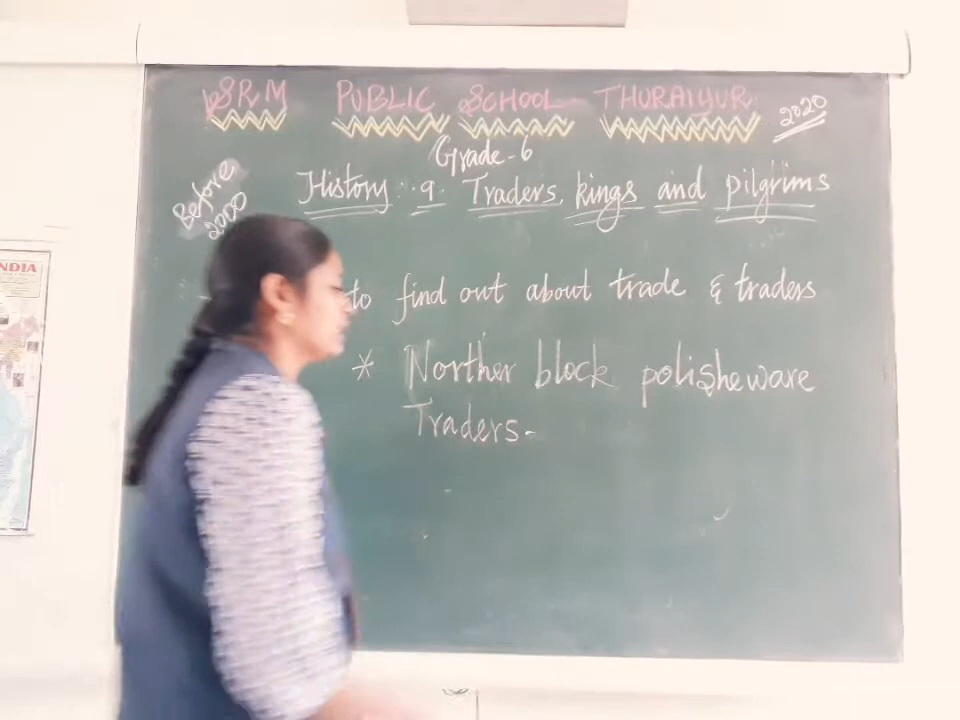 SRM PUBLIC SCHOOL THURAIYUR
2020
Grade-6
Before
2000
History : 9. Traders, kings and pilgrims
to find out about trade & traders
* Norther block polisheware
Traders-
INDIA